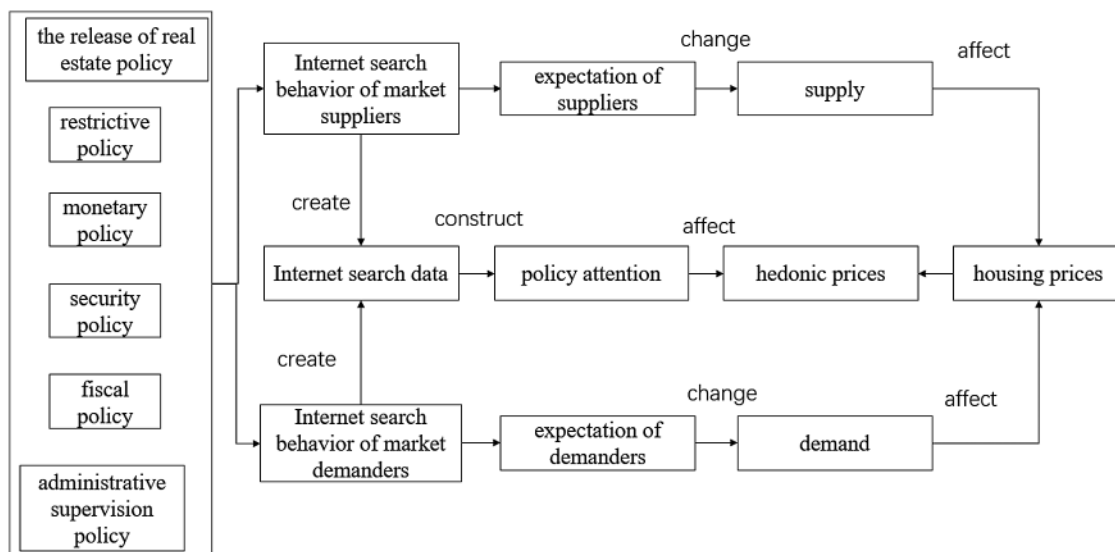 the release of real
estate policy
restrictive
policy
monetary
policy
security
policy
fiscal
policy
administrative
supervision
policy
Internet search
behavior of market
suppliers
expectation of
suppliers
change
supply
affect
create
Internet search data
construct
policy attention
affect
hedonic prices
housing prices
create
Internet search
behavior of market
demanders
expectation of
demanders
change
demand
affect